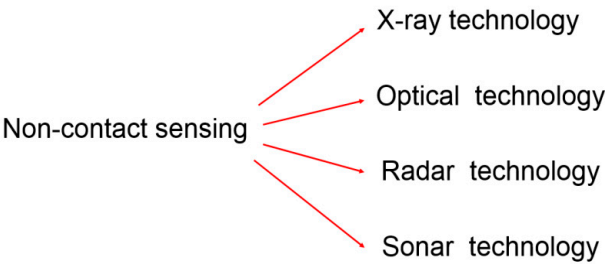 X-ray technology
Optical technology
Non-contact sensing
Radar technology
Sonar technology